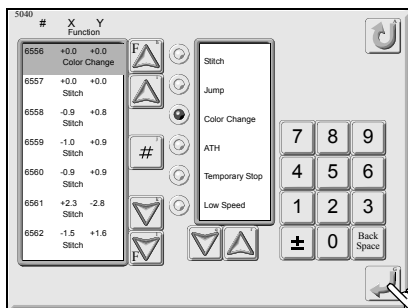 5040
# X Y
Function
6556 +0.0 +0.0
Color Change
6557 +0.0 +0.0
Stitch
6558 -0.9 +0.8
Stitch
6559 -1.0 +0.9
Stitch
6560 -0.9 +0.9
Stitch
6561 +2.3 -2.8
Stitch
6562 -1.5 +1.6
Stitch
F
#
F
Stitch
Jump
Color Change
ATH
Temporary Stop
Low Speed
7 8 9
4 5 6
1 2 3
± 0 Back Space